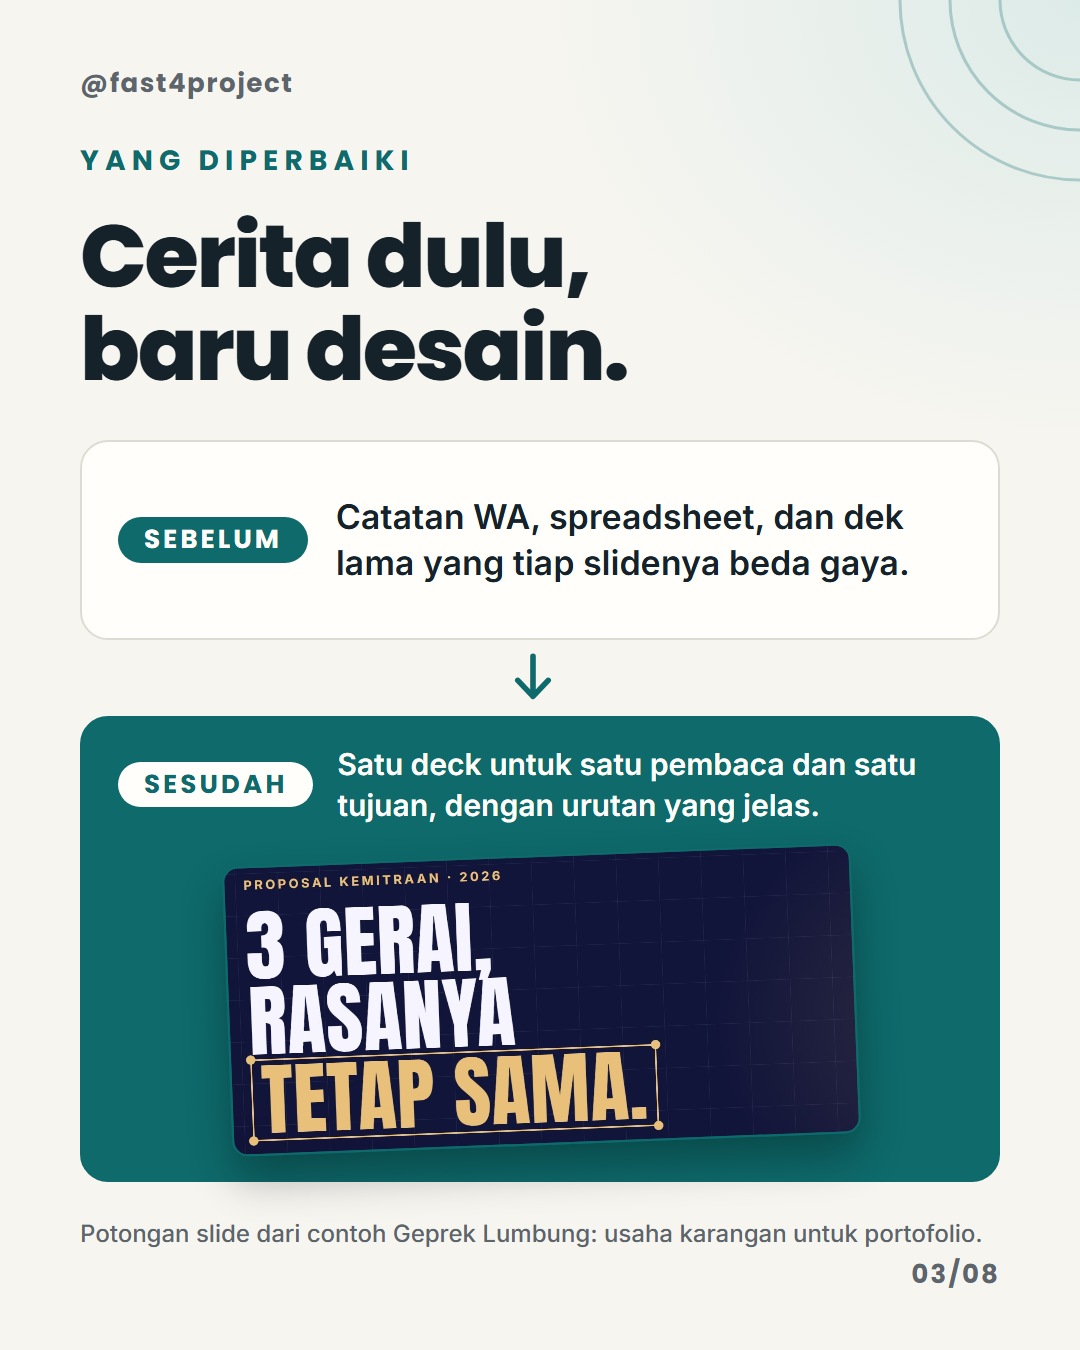 @fast4project
YANG DIPERBAIKI
Cerita dulu,
baru desain.
SEBELUM
Catatan WA, spreadsheet, dan dek
lama yang tiap slidenya beda gaya.
SESUDAH
Satu deck untuk satu pembaca dan satu
tujuan, dengan urutan yang jelas.
PROPOSAL KEMITRAAN · 2026
3 GERAI,
RASANYA
TETAP SAMA.
Potongan slide dari contoh Geprek Lumbung: usaha karangan untuk portofolio.
03/08